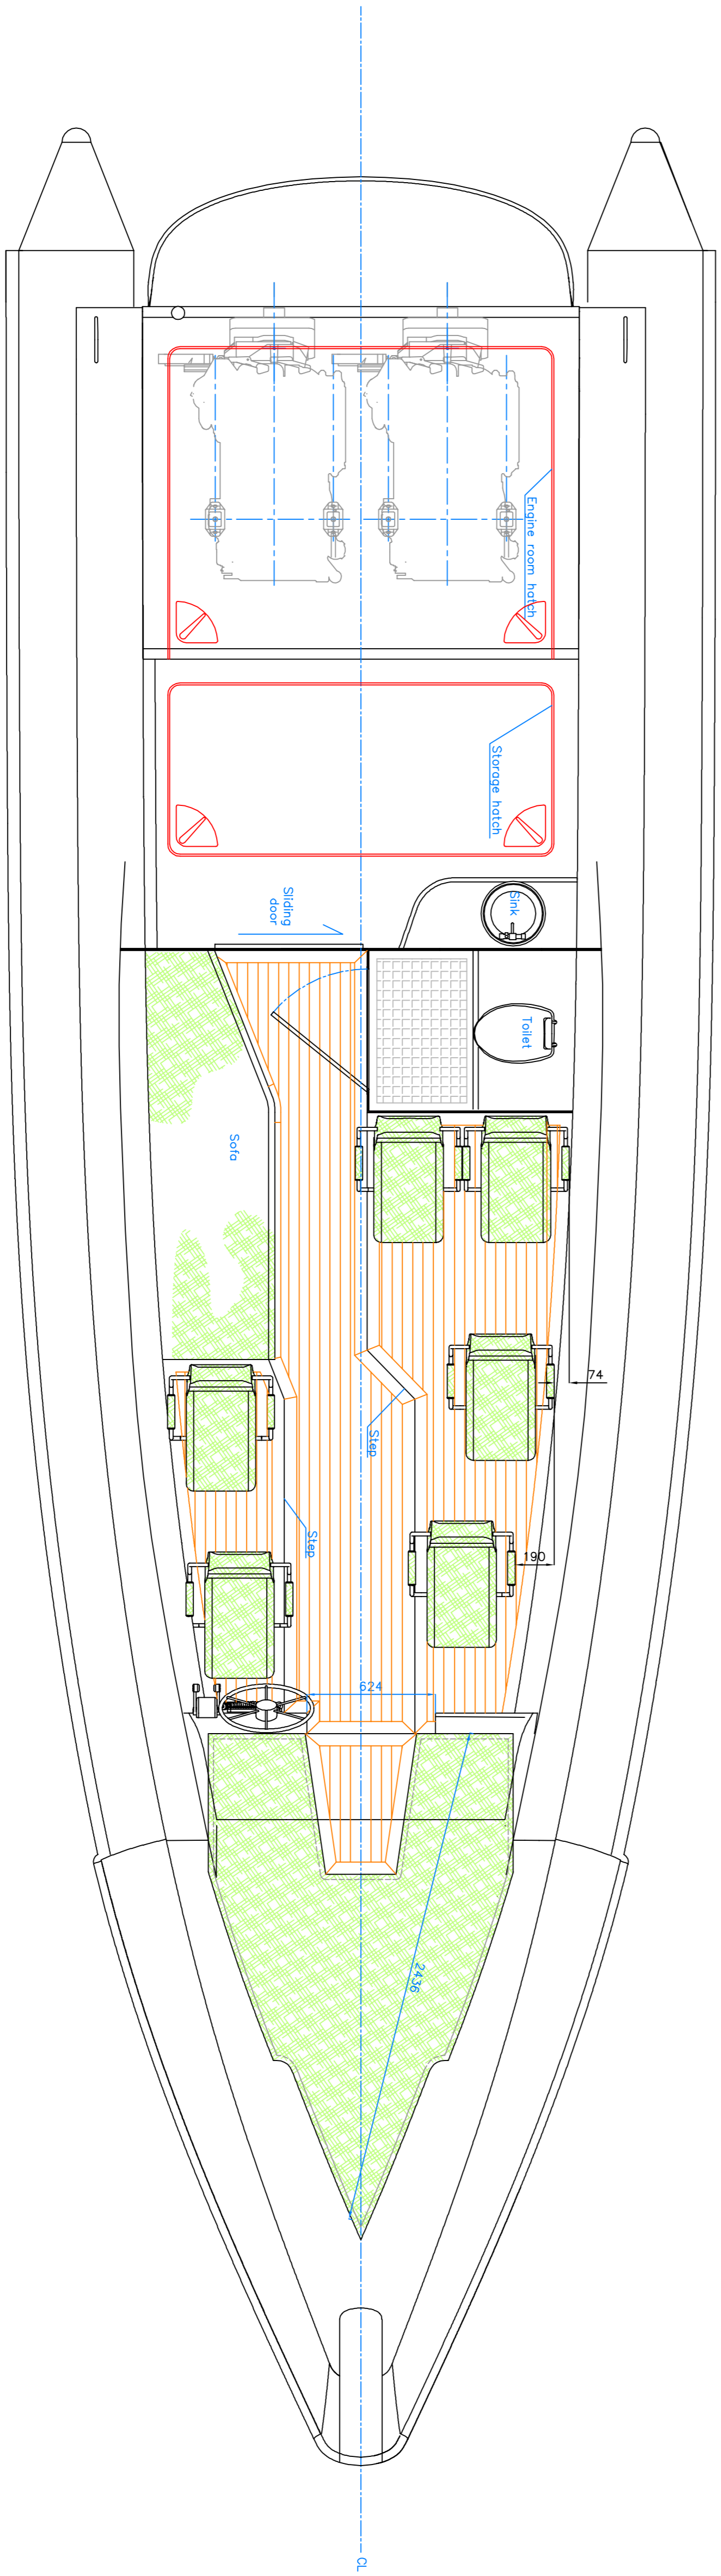 Engine room hatch
Storage hatch
Sliding
door
Sink
Toilet
Sofa
74
Step
Step
190
624
2436
CL